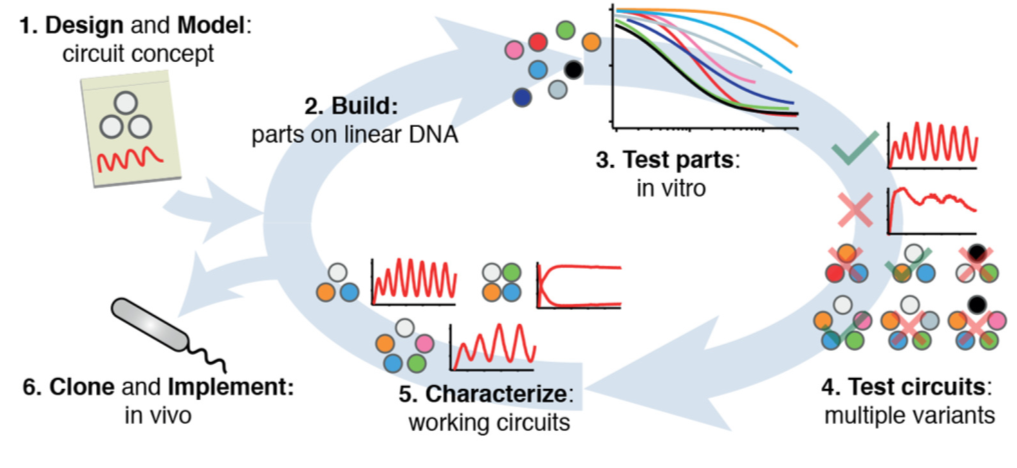 1. Design and Model:
circuit concept
2. Build:
parts on linear DNA
3. Test parts:
in vitro
4. Test circuits:
multiple variants
5. Characterize:
working circuits
6. Clone and Implement:
in vivo